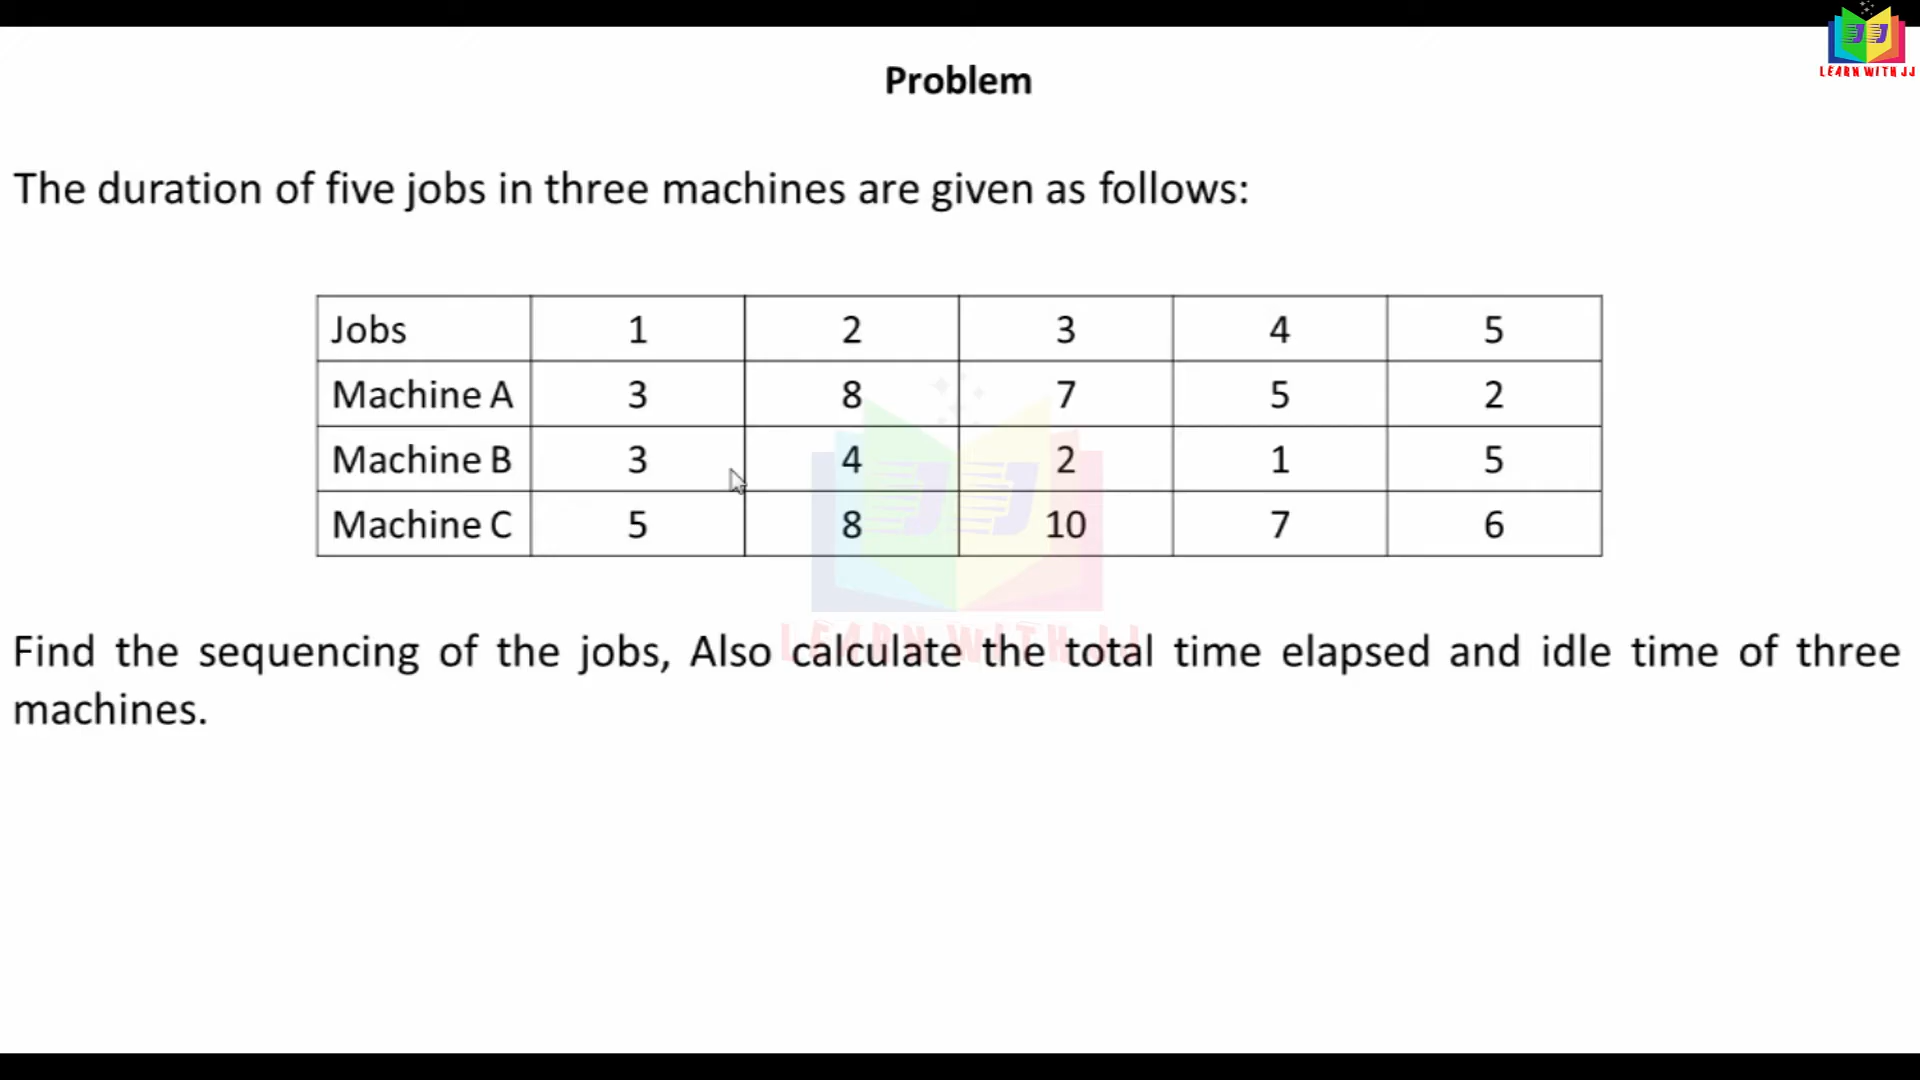 LEARN WITH JJ
Problem
The duration of five jobs in three machines are given as follows:
Jobs 1 2 3 4 5
Machine A 3 8 7 5 2
Machine B 3 4 2 1 5
Machine C 5 8 10 7 6
LEARN WITH JJ
Find the sequencing of the jobs, Also calculate the total time elapsed and idle time of three
machines.